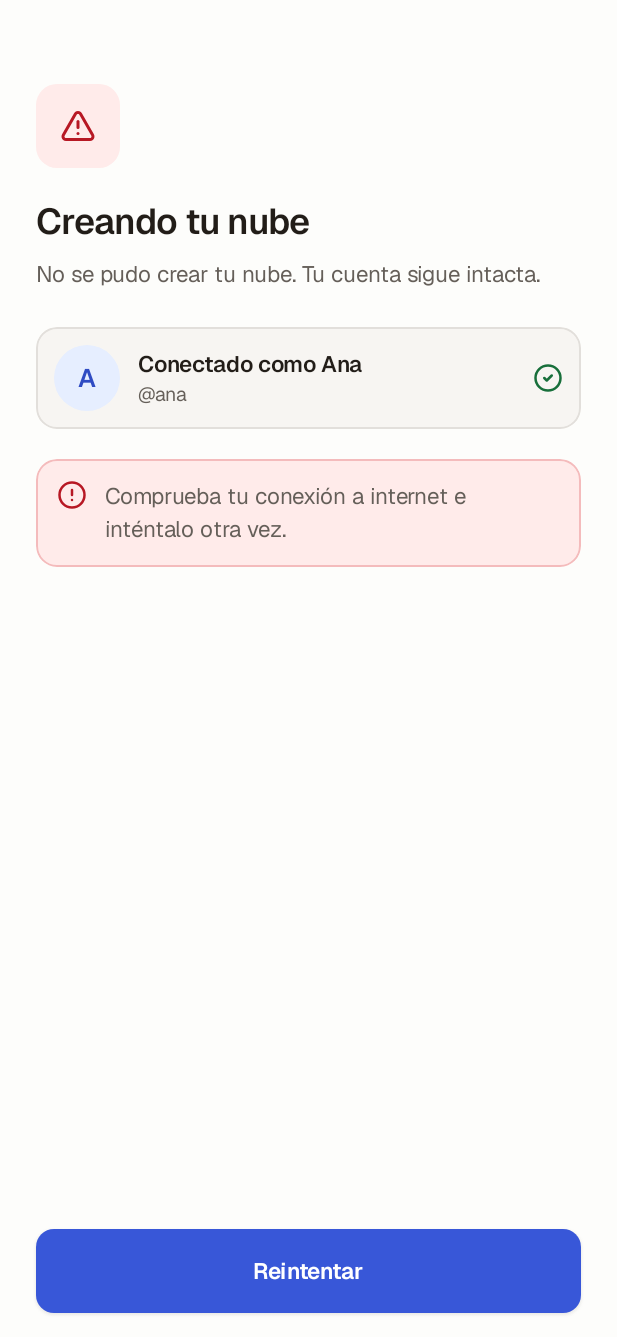 Creando tu nube
No se pudo crear tu nube. Tu cuenta sigue intacta.
A
Conectado como Ana
@ana
Comprueba tu conexión a internet e
inténtalo otra vez.
Reintentar